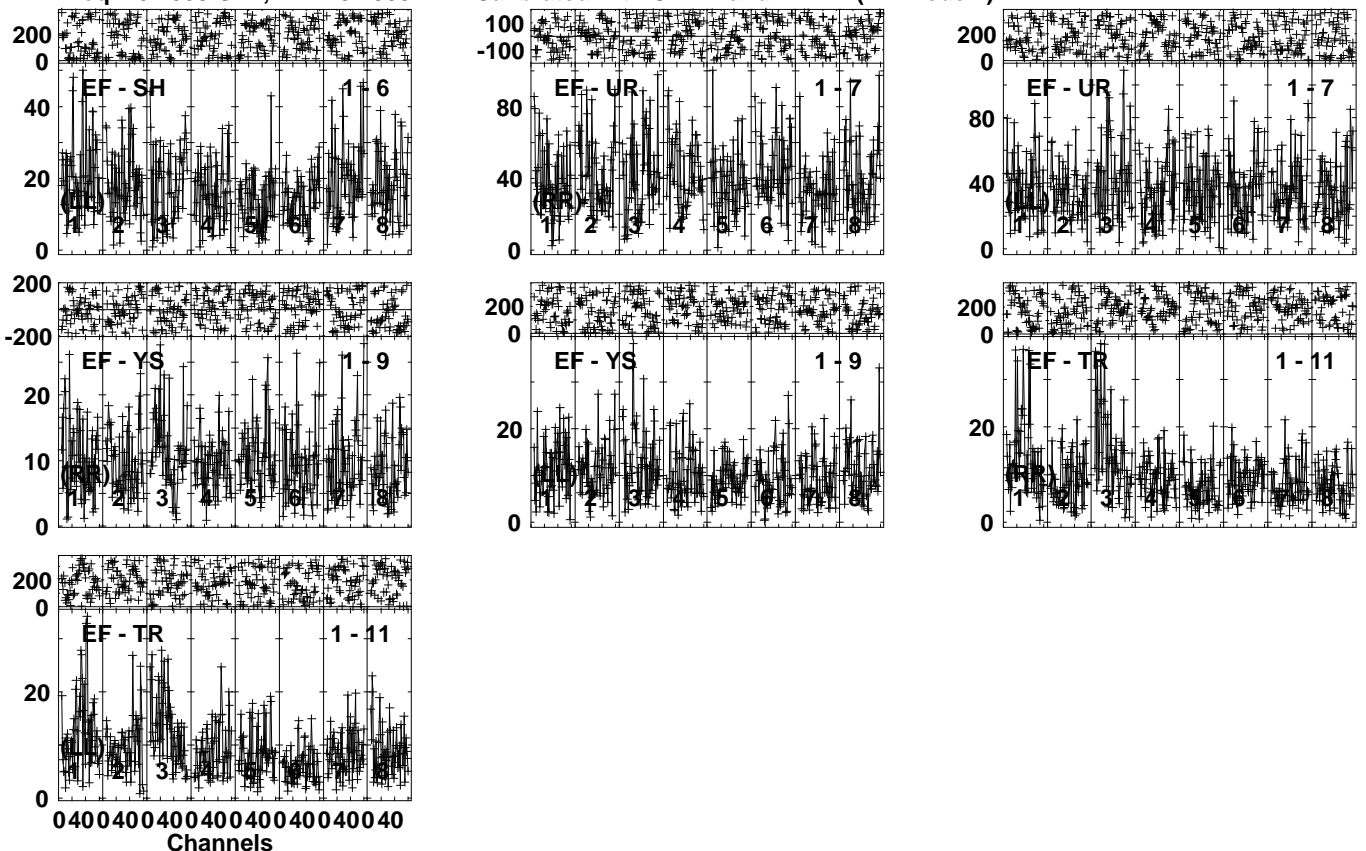 200
0
EF - SH 1 - 6
40
20
0
(LL)
1 2 3 4 5 6 7 8
100
-100
EF - UR 1 - 7
80
40
0
(RR)
1 2 3 4 5 6 7 8
200
0
EF - UR 1 - 7
80
40
0
(LL)
1 2 3 4 5 6 7 8
200
-200
EF - YS 1 - 9
20
10
0
(RR)
1 2 3 4 5 6 7 8
200
0
EF - YS 1 - 9
20
0
(LL)
1 2 3 4 5 6 7 8
200
0
EF - TR 1 - 11
20
0
(RR)
1 2 3 4 5 6 7 8
200
0
EF - TR 1 - 11
20
0
(LL)
1 2 3 4 5 6 7 8
0 40 0 40 0 40 0 40 0 40 0 40 0 40 0 40
Channels